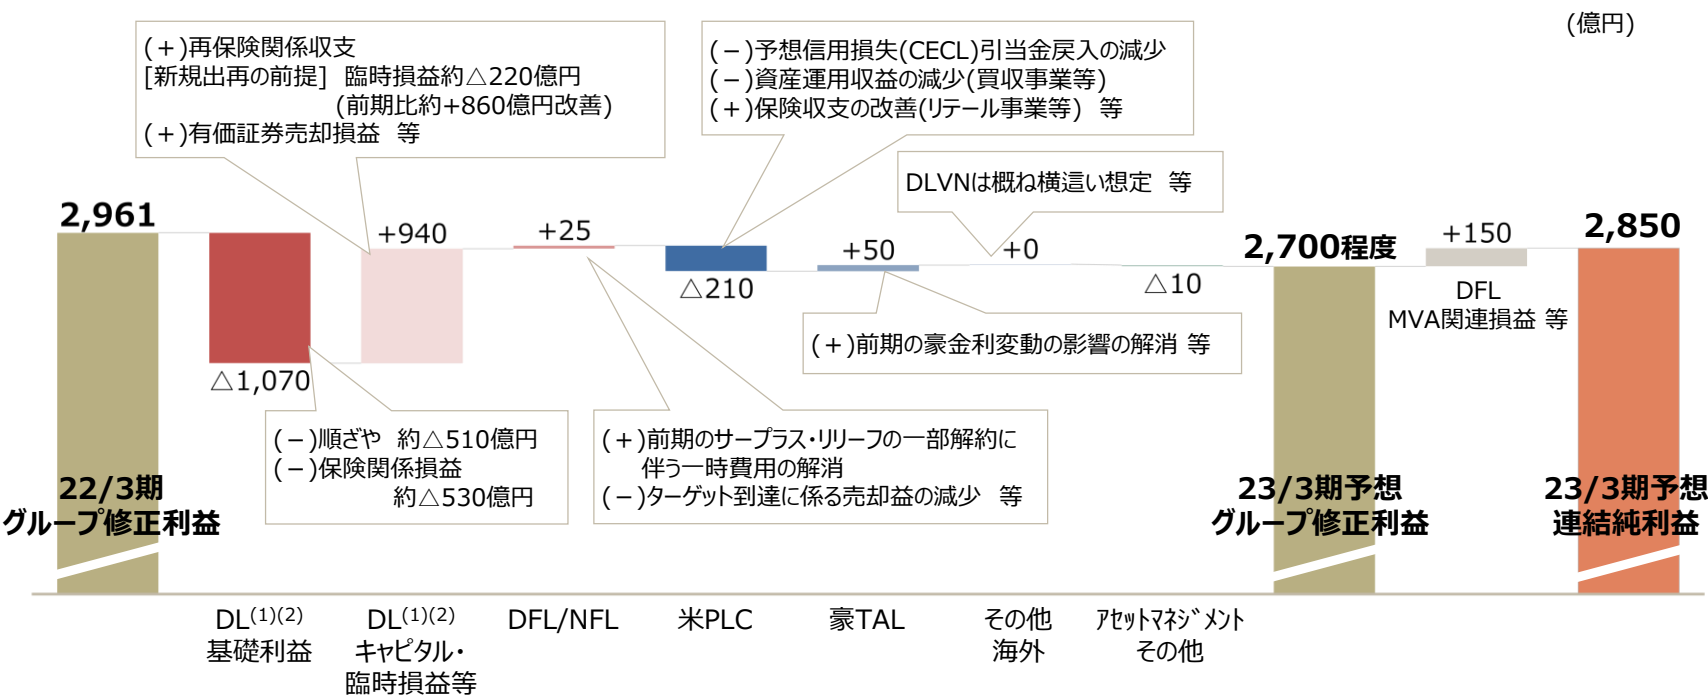 (億円)
(+)再保険関係収支
[新規出再の前提] 臨時損益約△220億円
(前期比約+860億円改善)
(+)有価証券売却損益 等
(-)予想信用損失(CECL)引当金戻入の減少
(-)資産運用収益の減少(買収事業等)
(+)保険収支の改善(リテール事業等) 等
DLVNは概ね横這い想定 等
2,961
+940
+25
+50
+0
2,700程度
+150
2,850
△210
△10
DFL
MVA関連損益 等
(+)前期の豪金利変動の影響の解消 等
△1,070
(-)順ざや 約△510億円
(-)保険関係損益
約△530億円
(+)前期のサープラス・リリーフの一部解約に
伴う一時費用の解消
(-)ターゲット到達に係る売却益の減少 等
22/3期
グループ修正利益
23/3期予想
グループ修正利益
23/3期予想
連結純利益
DL(1)(2)
基礎利益
DL(1)(2)
キャピタル・
臨時損益等
DFL/NFL
米PLC
豪TAL
その他
海外
アセットマネジメント
その他